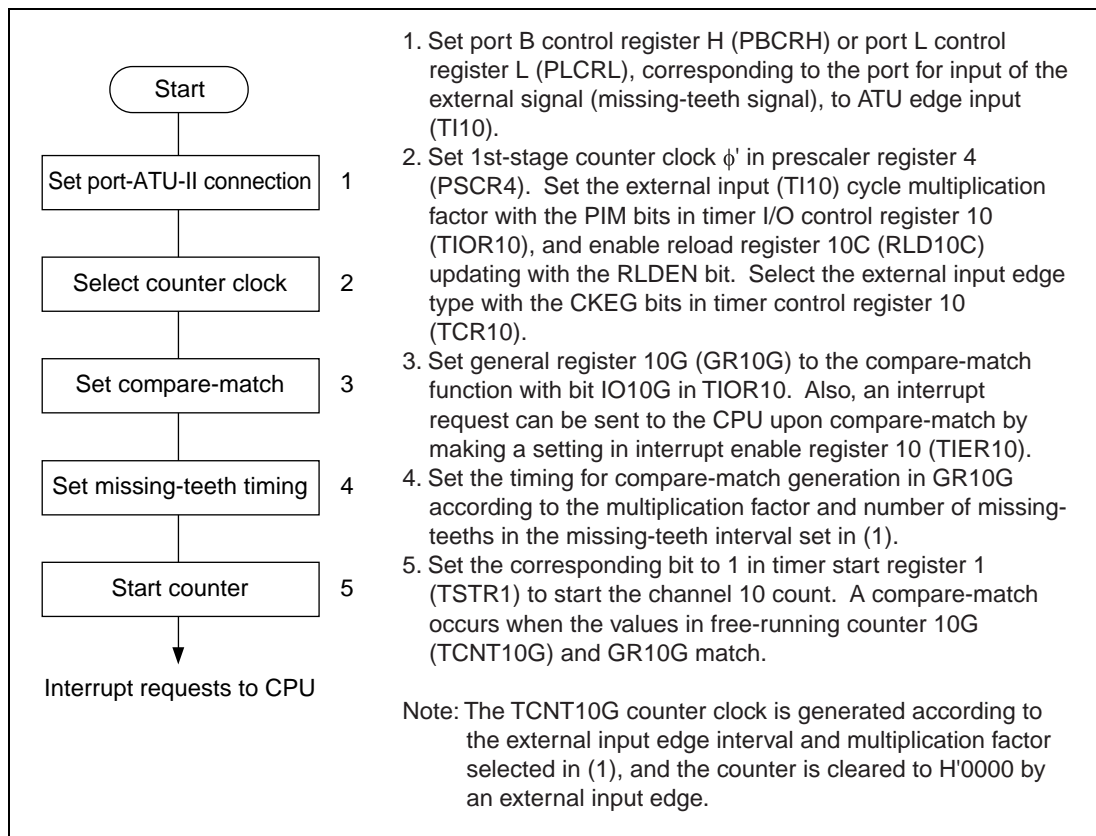 Start
Set port-ATU-II connection 1
Select counter clock 2
Set compare-match 3
Set missing-teeth timing 4
Start counter 5
Interrupt requests to CPU
1. Set port B control register H (PBCRH) or port L control
register L (PLCRL), corresponding to the port for input of the
external signal (missing-teeth signal), to ATU edge input
(TI10).
2. Set 1st-stage counter clock ϕ' in prescaler register 4
(PSCR4). Set the external input (TI10) cycle multiplication
factor with the PIM bits in timer I/O control register 10
(TIOR10), and enable reload register 10C (RLD10C)
updating with the RLDEN bit. Select the external input edge
type with the CKEG bits in timer control register 10
(TCR10).
3. Set general register 10G (GR10G) to the compare-match
function with bit IO10G in TIOR10. Also, an interrupt
request can be sent to the CPU upon compare-match by
making a setting in interrupt enable register 10 (TIER10).
4. Set the timing for compare-match generation in GR10G
according to the multiplication factor and number of missing-
teeths in the missing-teeth interval set in (1).
5. Set the corresponding bit to 1 in timer start register 1
(TSTR1) to start the channel 10 count. A compare-match
occurs when the values in free-running counter 10G
(TCNT10G) and GR10G match.
Note: The TCNT10G counter clock is generated according to
the external input edge interval and multiplication factor
selected in (1), and the counter is cleared to H'0000 by
an external input edge.